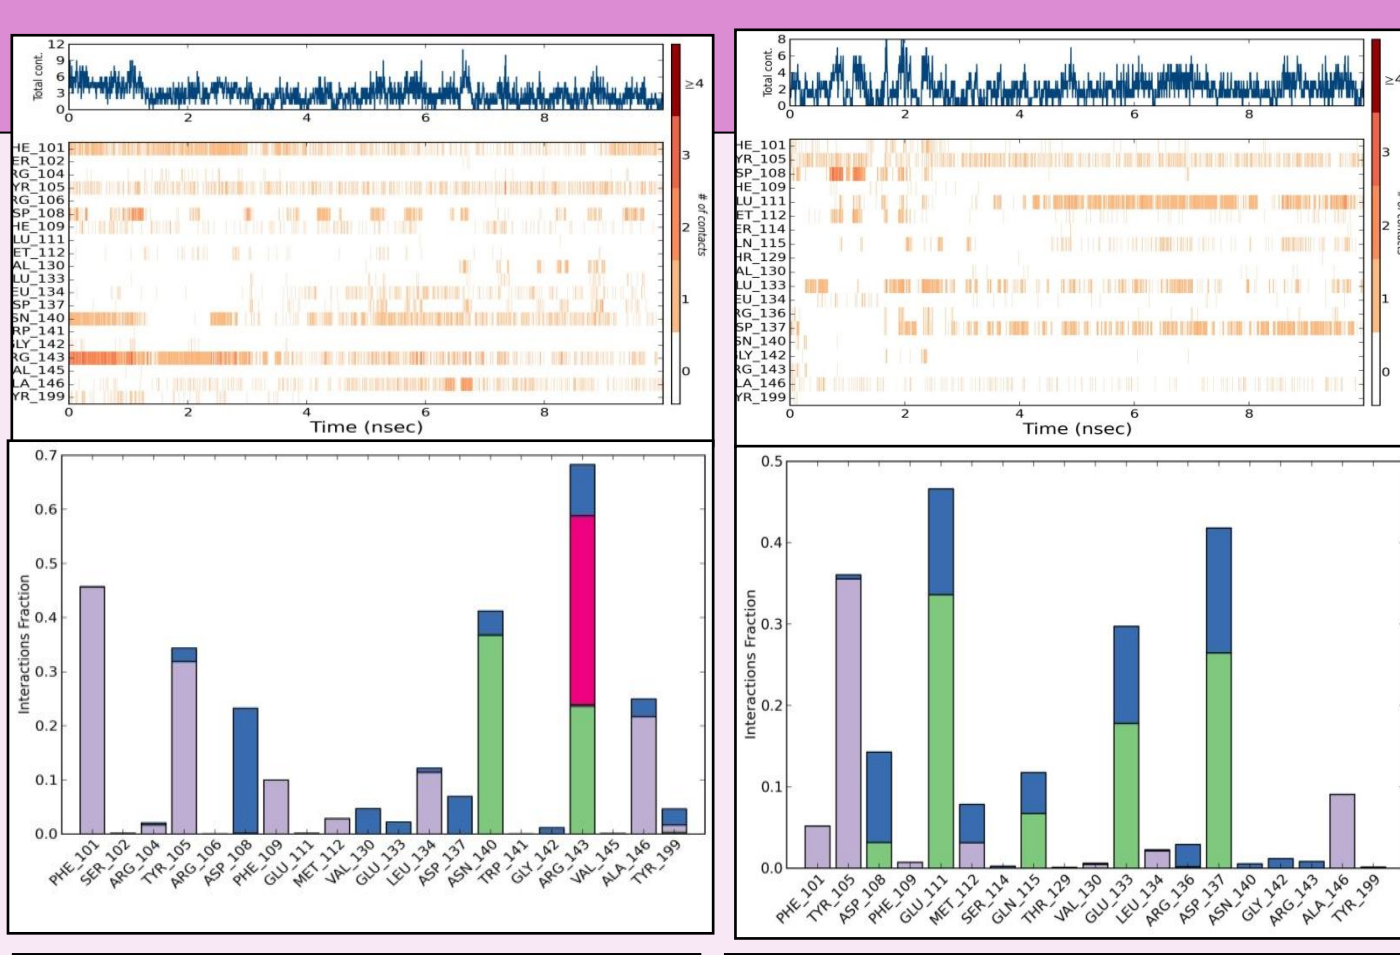 Total cont.
12
9
6
3
0
0 2 4 6 8
≥4
3
2
1
0
# of contacts
HE_101
ER_102
RG_104
YR_105
RG_106
SP_108
HE_109
LU_111
ET_112
AL_130
LU_133
EU_134
SP_137
SN_140
RP_141
LY_142
RG_143
AL_145
LA_146
YR_199
0 2 4 6 8
Time (nsec)
Total cont.
8
6
4
2
0
0 2 4 6 8
≥4
3
2
1
0
HE_101
YR_105
SP_108
HE_109
LU_111
ET_112
ER_114
LN_115
HR_129
AL_130
LU_133
EU_134
RG_136
SP_137
SN_140
LY_142
RG_143
LA_146
YR_199
0 2 4 6 8
Time (nsec)
Interactions Fraction
0.7
0.6
0.5
0.4
0.3
0.2
0.1
0.0
PHE_101 SER_102 ARG_104 TYR_105 ARG_106 ASP_108 PHE_109 GLU_111 MET_112 VAL_130 GLU_133 LEU_134 ASP_137 ASN_140 TRP_141 GLY_142 ARG_143 VAL_145 ALA_146 TYR_199
Interactions Fraction
0.5
0.4
0.3
0.2
0.1
0.0
PHE_101 TYR_105 ASP_108 PHE_109 GLU_111 MET_112 SER_114 GLN_115 THR_129 VAL_130 GLU_133 LEU_134 ARG_136 ASP_137 ASN_140 GLY_142 ARG_143 ALA_146 TYR_199